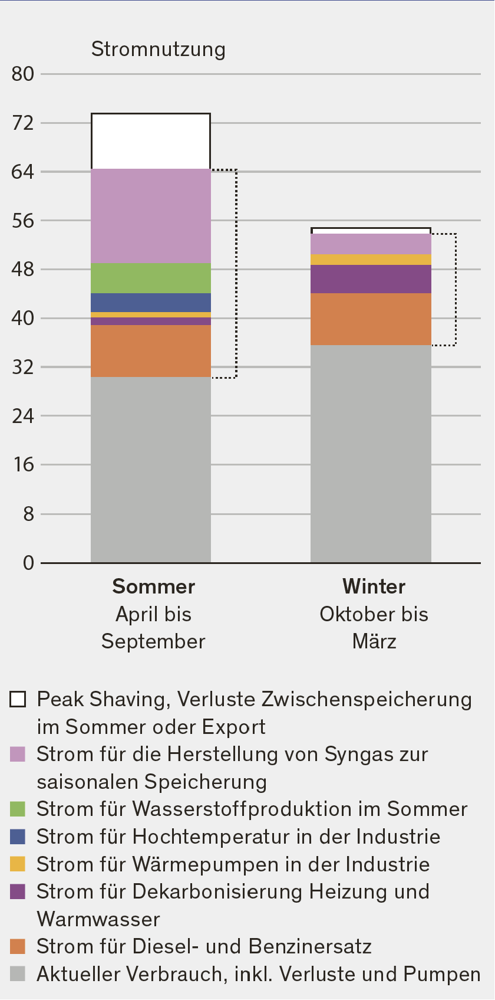 Stromnutzung
80
72
64
56
48
40
32
24
16
8
0
Sommer
April bis
September
Winter
Oktober bis
März
Peak Shaving, Verluste Zwischenspeicherung
im Sommer oder Export
Strom für die Herstellung von Syngas zur
saisonalen Speicherung
Strom für Wasserstoffproduktion im Sommer
Strom für Hochtemperatur in der Industrie
Strom für Wärmepumpen in der Industrie
Strom für Dekarbonisierung Heizung und
Warmwasser
Strom für Diesel- und Benzinersatz
Aktueller Verbrauch, inkl. Verluste und Pumpen